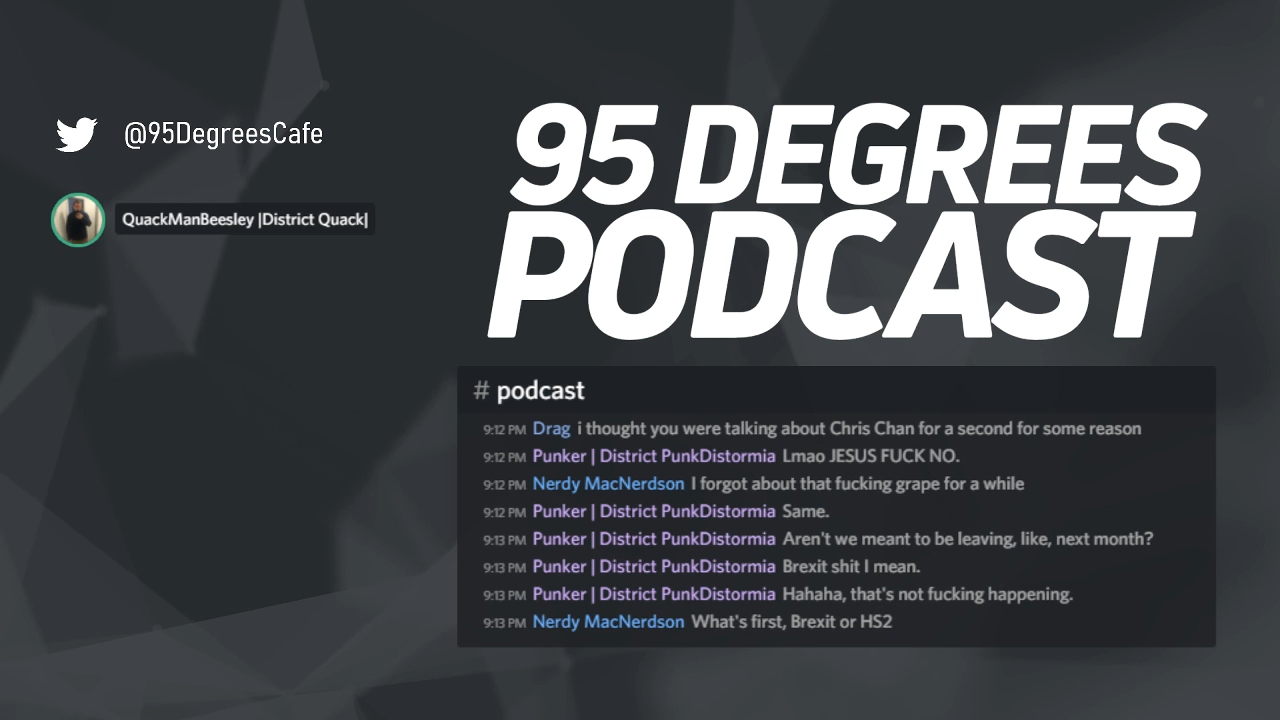 @95DegreesCafe
QuackManBeesley |District Quack|
95 DEGREES
PODCAST
# podcast
9:12 PM Drag i thought you were talking about Chris Chan for a second for some reason
9:12 PM Punker | District PunkDistormia Lmao JESUS FUCK NO.
9:12 PM Nerdy MacNerdson I forgot about that fucking grape for a while
9:12 PM Punker | District PunkDistormia Same.
9:13 PM Punker | District PunkDistormia Aren't we meant to be leaving, like, next month?
9:13 PM Punker | District PunkDistormia Brexit shit I mean.
9:13 PM Punker | District PunkDistormia Hahaha, that's not fucking happening.
9:13 PM Nerdy MacNerdson What's first, Brexit or HS2